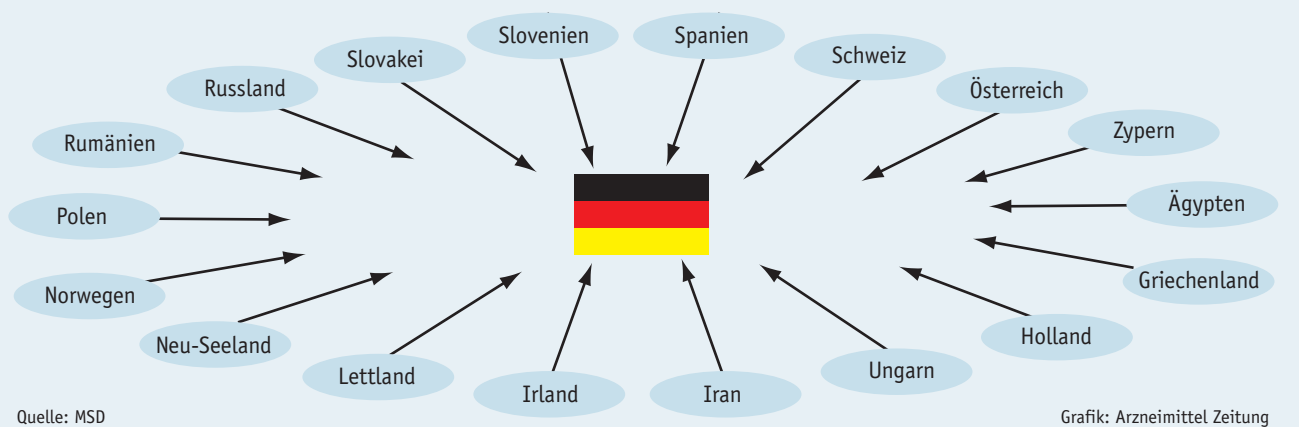 Slovenien
Spanien
Slovakei
Schweiz
Russland
Österreich
Rumänien
Zypern
Polen
Ägypten
Norwegen
Griechenland
Neu-Seeland
Holland
Lettland
Ungarn
Irland
Iran
Quelle: MSD
Grafik: Arzneimittel Zeitung